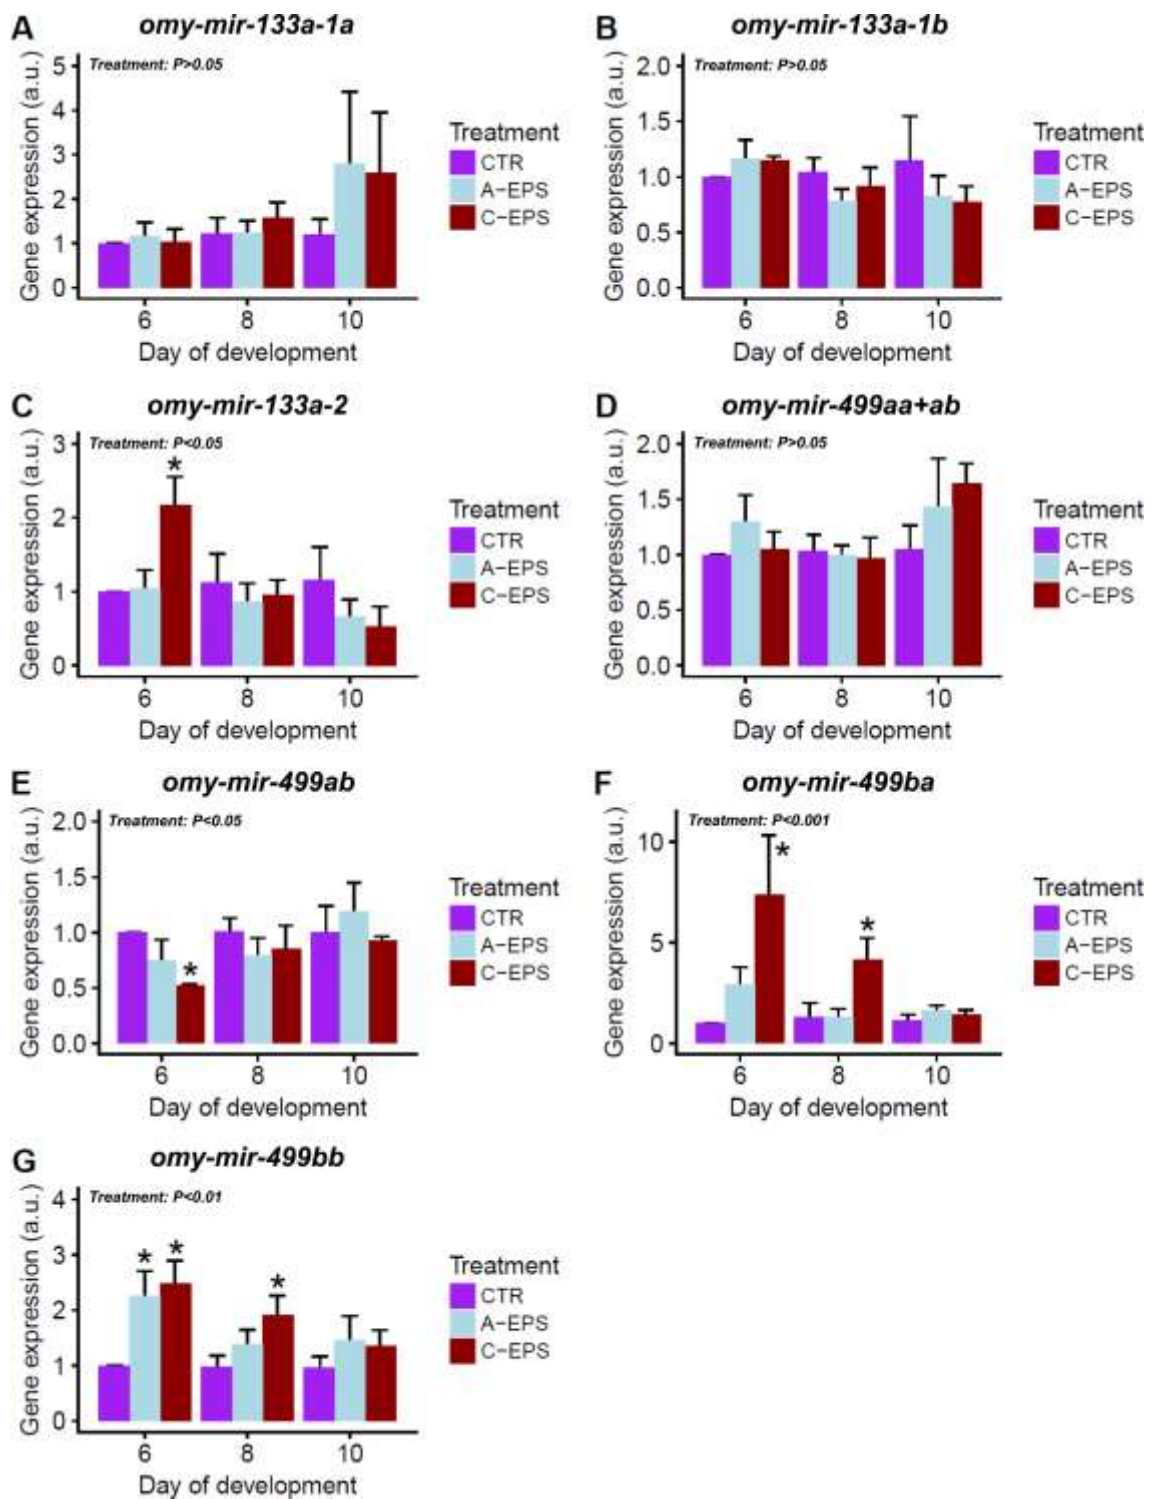 A omy-mir-133a-1a
Treatment: P>0.05
Gene expression (a.u.)
5
4
3
2
1
0
6 8 10
Day of development
Treatment
CTR
A-EPS
C-EPS
B omy-mir-133a-1b
Treatment: P>0.05
Gene expression (a.u.)
2.0
1.5
1.0
0.5
0.0
6 8 10
Day of development
Treatment
CTR
A-EPS
C-EPS
C omy-mir-133a-2
Treatment: P<0.05
Gene expression (a.u.)
3
2
1
0
*
6 8 10
Day of development
Treatment
CTR
A-EPS
C-EPS
D omy-mir-499aa+ab
Treatment: P>0.05
Gene expression (a.u.)
2.0
1.5
1.0
0.5
0.0
6 8 10
Day of development
Treatment
CTR
A-EPS
C-EPS
E omy-mir-499ab
Treatment: P<0.05
Gene expression (a.u.)
2.0
1.5
1.0
0.5
0.0
*
6 8 10
Day of development
Treatment
CTR
A-EPS
C-EPS
F omy-mir-499ba
Treatment: P<0.001
Gene expression (a.u.)
10
5
0
* *
6 8 10
Day of development
Treatment
CTR
A-EPS
C-EPS
G omy-mir-499bb
Treatment: P<0.01
Gene expression (a.u.)
4
3
2
1
0
* * *
6 8 10
Day of development
Treatment
CTR
A-EPS
C-EPS